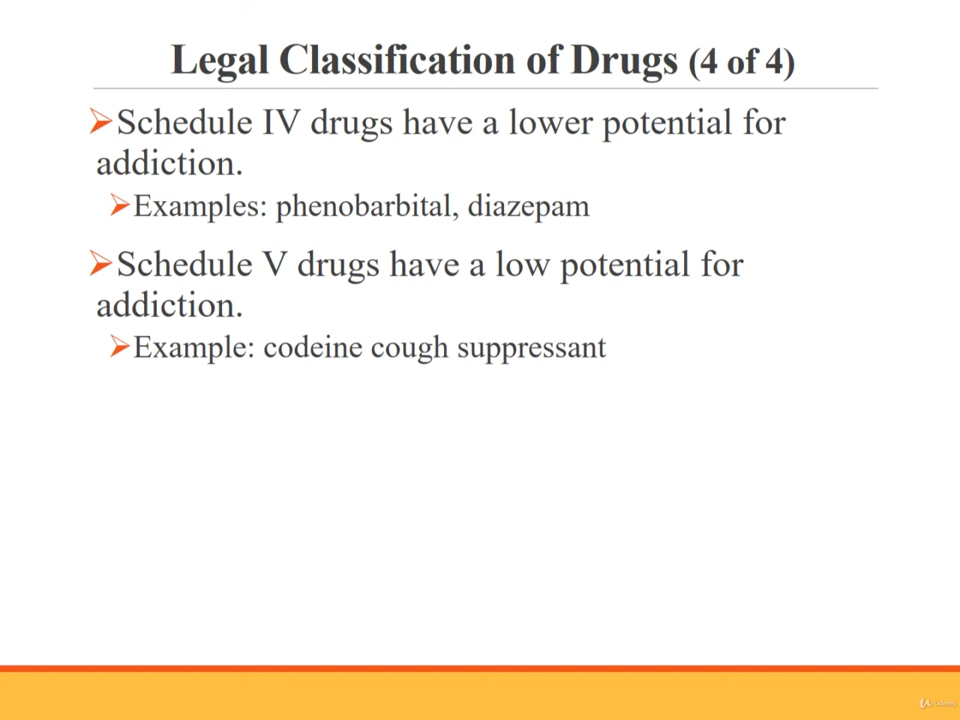 Legal Classification of Drugs (4 of 4)
Schedule IV drugs have a lower potential for
addiction.
Examples: phenobarbital, diazepam
Schedule V drugs have a low potential for
addiction.
Example: codeine cough suppressant
Udemy